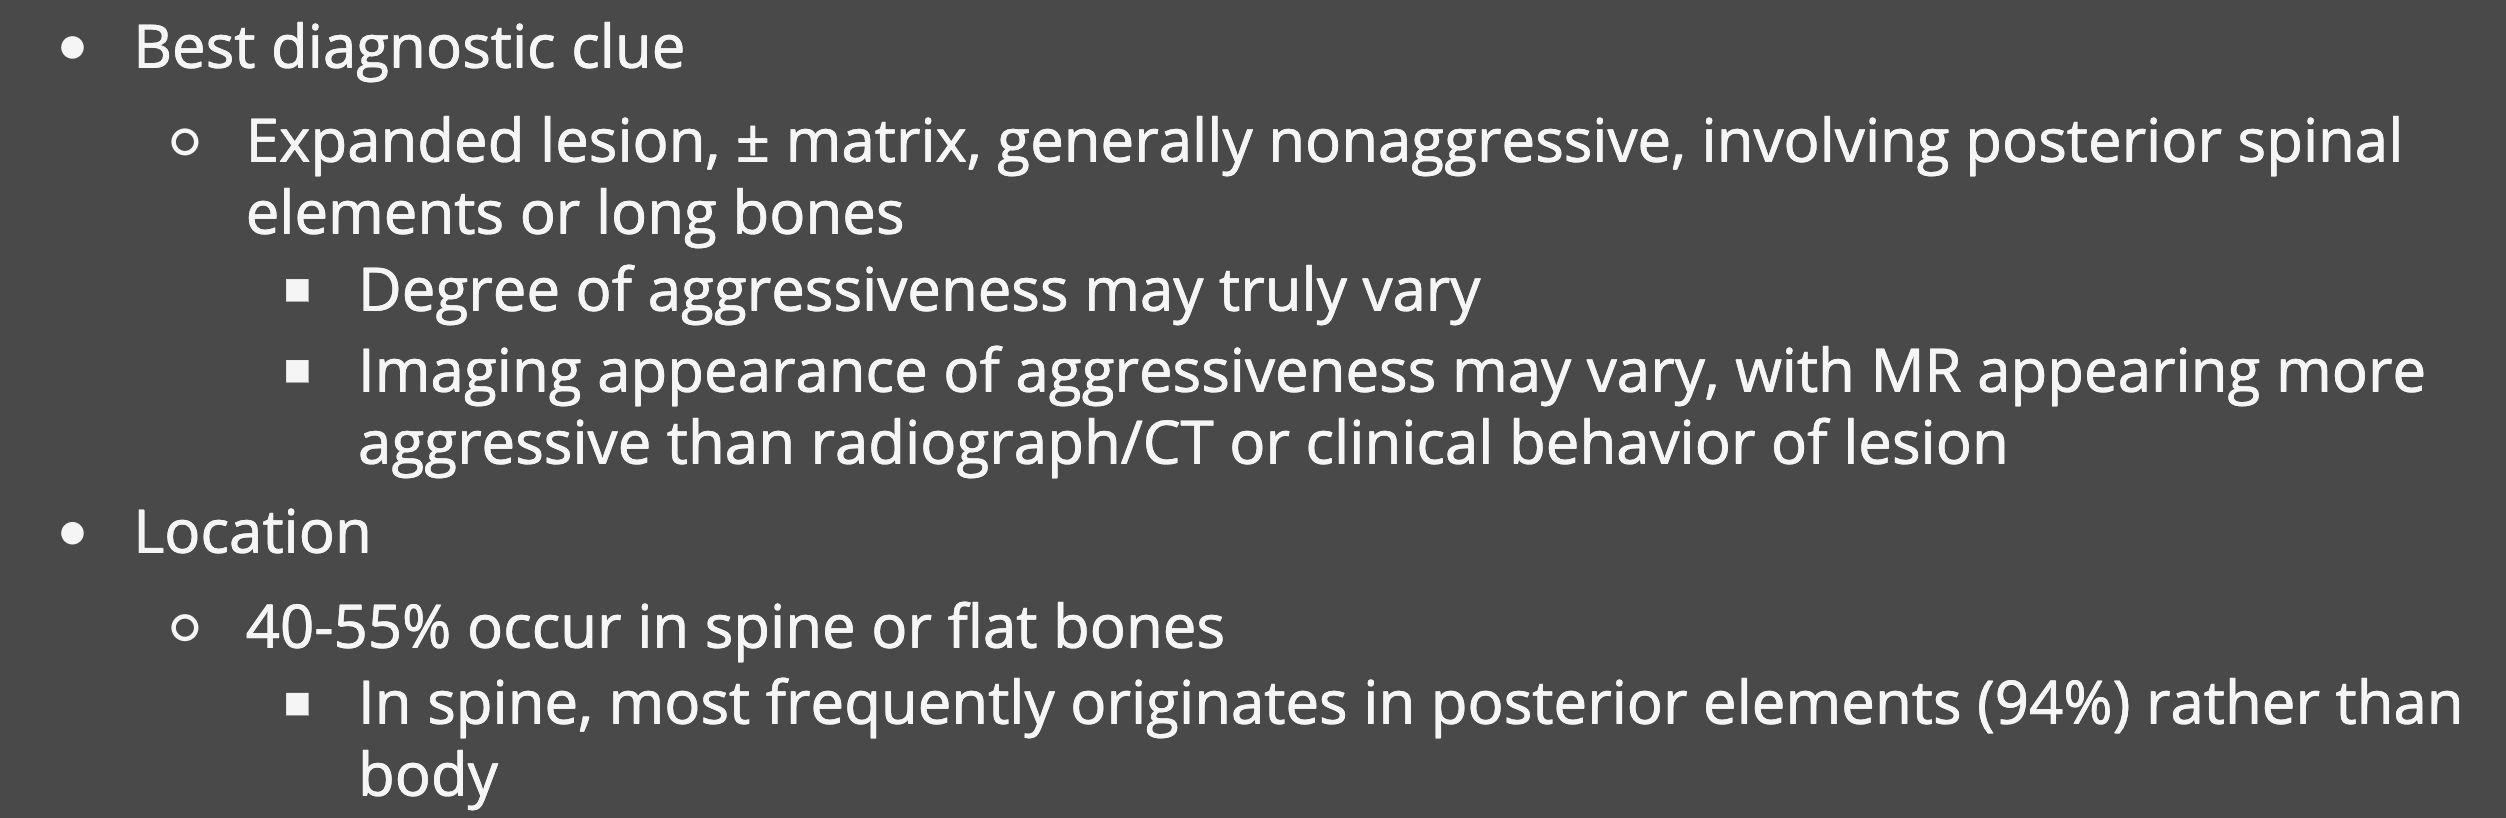 • Best diagnostic clue
○ Expanded lesion, ± matrix, generally nonaggressive, involving posterior spinal
elements or long bones
■ Degree of aggressiveness may truly vary
■ Imaging appearance of aggressiveness may vary, with MR appearing more
aggressive than radiograph/CT or clinical behavior of lesion
• Location
○ 40-55% occur in spine or flat bones
■ In spine, most frequently originates in posterior elements (94%) rather than
body